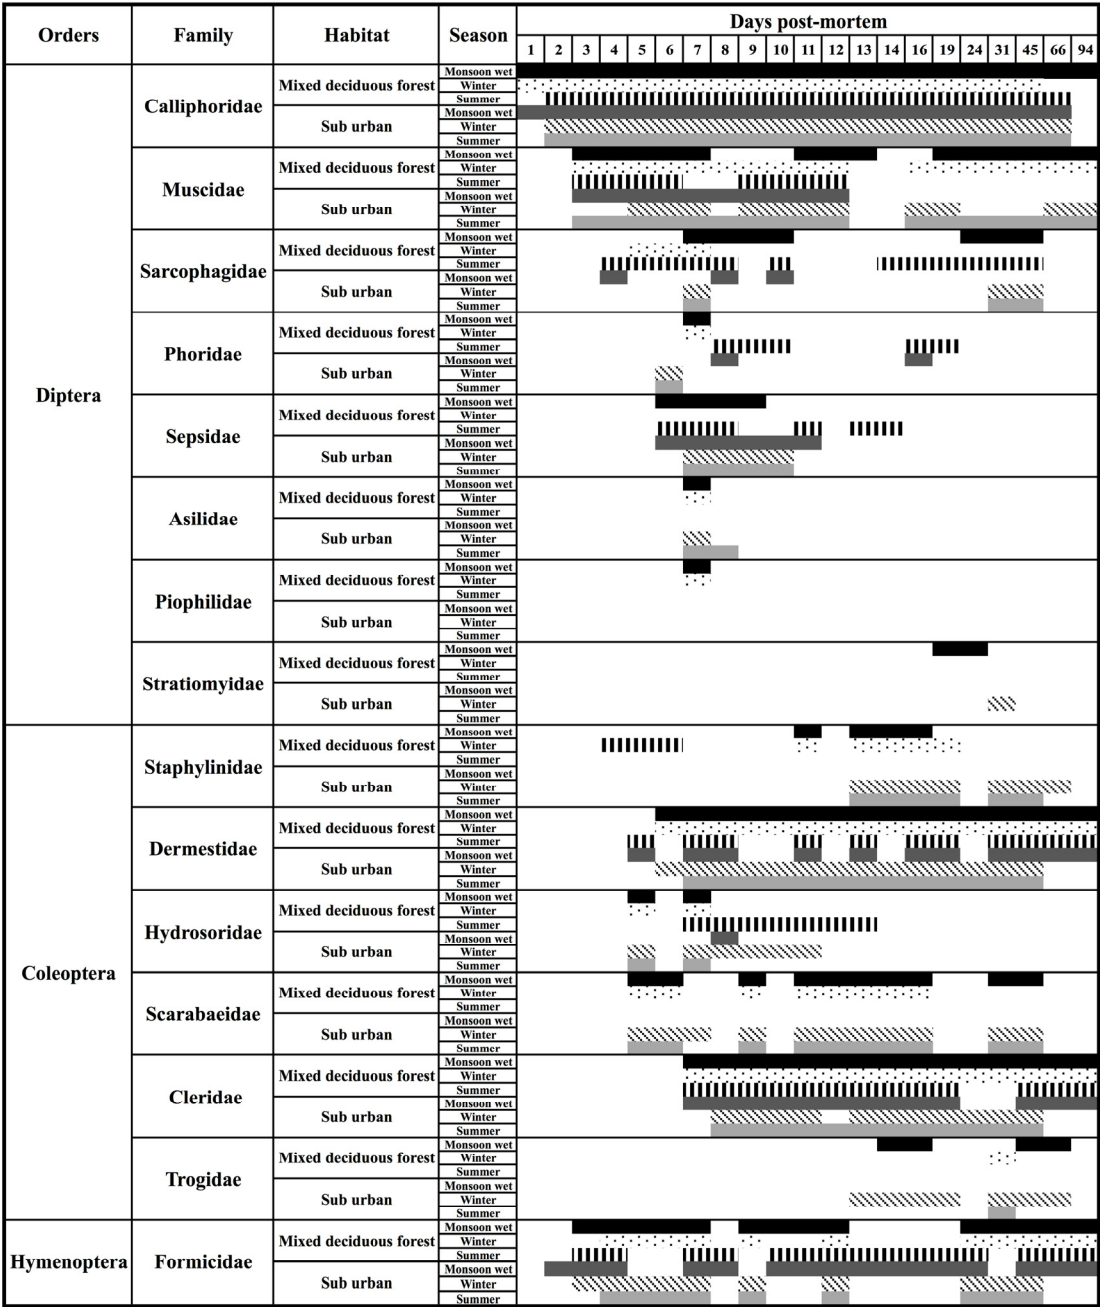 Orders Family Habitat Season Days post-mortem
1 2 3 4 5 6 7 8 9 10 11 12 13 14 16 19 24 31 45 66 94
Diptera
Calliphoridae
Mixed deciduous forest
Monsoon wet
Winter
Summer
Sub urban
Monsoon wet
Winter
Summer
Muscidae
Mixed deciduous forest
Monsoon wet
Winter
Summer
Sub urban
Monsoon wet
Winter
Summer
Sarcophagidae
Mixed deciduous forest
Monsoon wet
Winter
Summer
Sub urban
Monsoon wet
Winter
Summer
Phoridae
Mixed deciduous forest
Monsoon wet
Winter
Summer
Sub urban
Monsoon wet
Winter
Summer
Sepsidae
Mixed deciduous forest
Monsoon wet
Winter
Summer
Sub urban
Monsoon wet
Winter
Summer
Asilidae
Mixed deciduous forest
Monsoon wet
Winter
Summer
Sub urban
Monsoon wet
Winter
Summer
Piophilidae
Mixed deciduous forest
Monsoon wet
Winter
Summer
Sub urban
Monsoon wet
Winter
Summer
Stratiomyidae
Mixed deciduous forest
Monsoon wet
Winter
Summer
Sub urban
Monsoon wet
Winter
Summer
Coleoptera
Staphylinidae
Mixed deciduous forest
Monsoon wet
Winter
Summer
Sub urban
Monsoon wet
Winter
Summer
Dermestidae
Mixed deciduous forest
Monsoon wet
Winter
Summer
Sub urban
Monsoon wet
Winter
Summer
Hydrosoridae
Mixed deciduous forest
Monsoon wet
Winter
Summer
Sub urban
Monsoon wet
Winter
Summer
Scarabaeidae
Mixed deciduous forest
Monsoon wet
Winter
Summer
Sub urban
Monsoon wet
Winter
Summer
Cleridae
Mixed deciduous forest
Monsoon wet
Winter
Summer
Sub urban
Monsoon wet
Winter
Summer
Trogidae
Mixed deciduous forest
Monsoon wet
Winter
Summer
Sub urban
Monsoon wet
Winter
Summer
Hymenoptera
Formicidae
Mixed deciduous forest
Monsoon wet
Winter
Summer
Sub urban
Monsoon wet
Winter
Summer